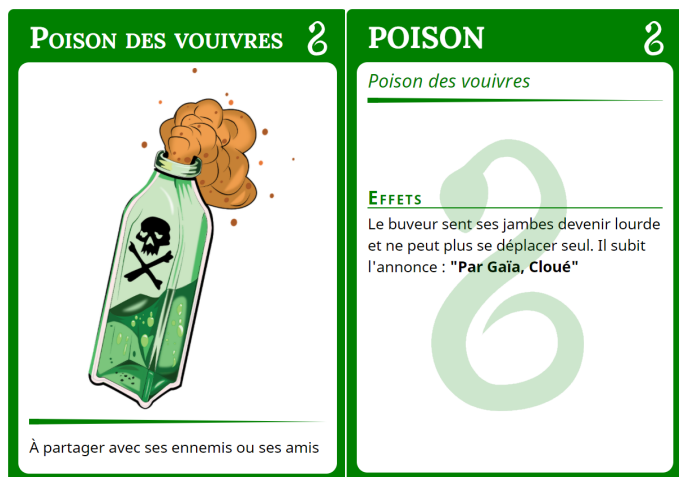 Poison des vouivres
À partager avec ses ennemis ou ses amis
POISON
Poison des vouivres
Effets
Le buveur sent ses jambes devenir lourde
et ne peut plus se déplacer seul. Il subit
l'annonce : "Par Gaïa, Cloué"